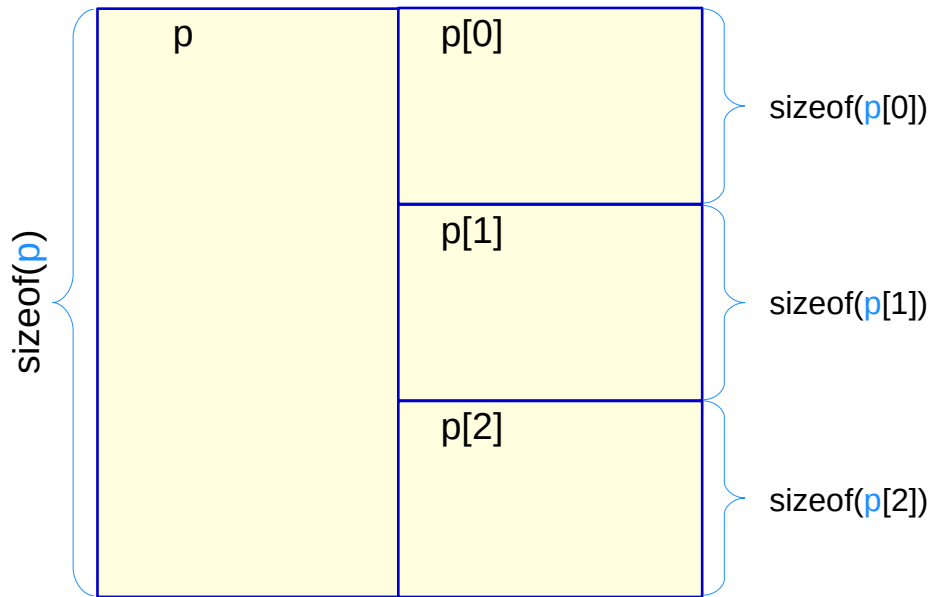 p
p[0]
sizeof(p[0])
sizeof(p)
p[1]
sizeof(p[1])
p[2]
sizeof(p[2])